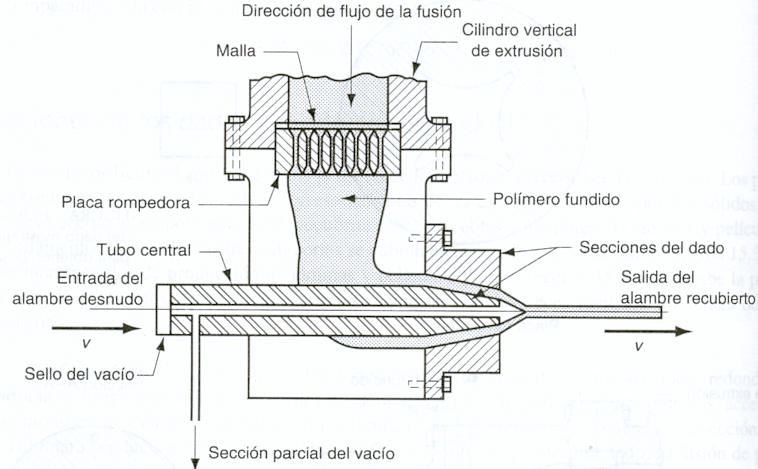 Dirección de flujo de la fusión
Malla
Cilindro vertical
de extrusión
Placa rompedora
Polímero fundido
Tubo central
Secciones del dado
Entrada del
alambre desnudo
Salida del
alambre recubierto
v
v
Sello del vacío
Sección parcial del vacío